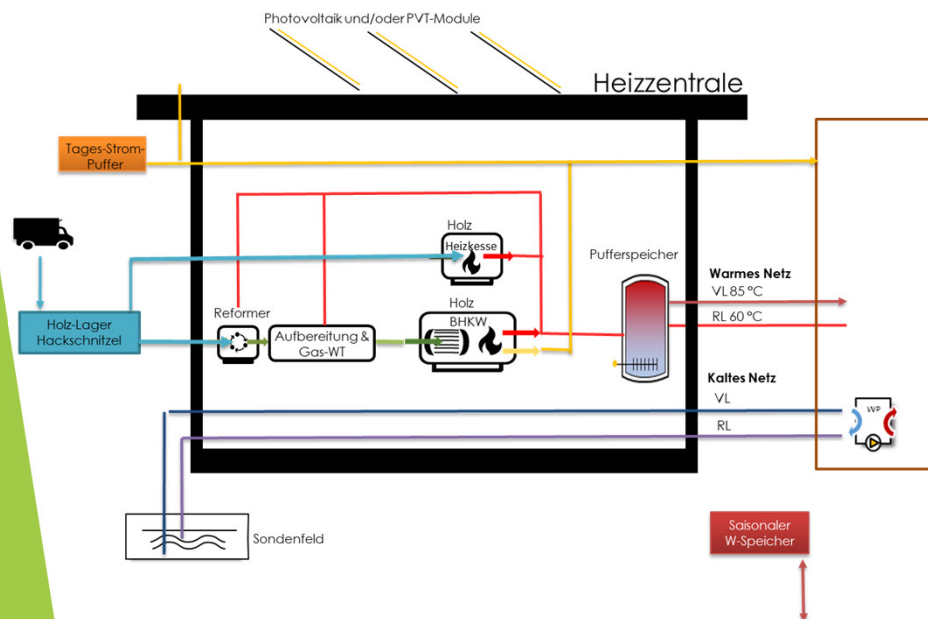 Photovoltaik und/oder PVT-Module
Heizzentrale
Tages-Strom-
Puffer
Holz
Heizkesse
Pufferspeicher
Warmes Netz
VL 85 °C
RL 60 °C
Holz-Lager
Hackschnitzel
Reformer
Aufbereitung &
Gas-WT
Holz
BHKW
Kaltes Netz
VL
RL
WP
Sondenfeld
Saisonaler
W-Speicher